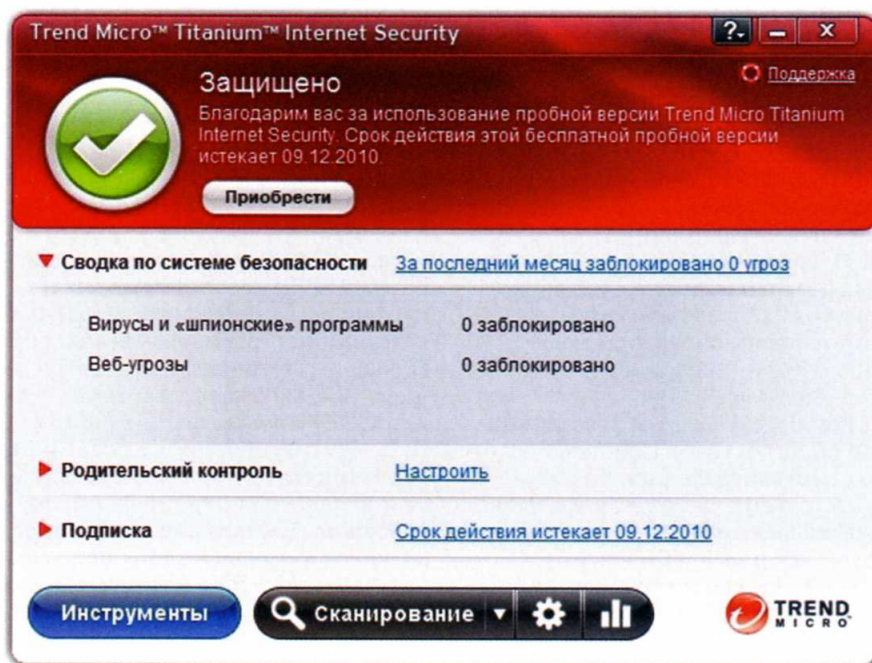 Trend Micro™ Titanium™ Internet Security
?
Поддержка
Защищено
Благодарим вас за использование пробной версии Trend Micro Titanium
Internet Security. Срок действия этой бесплатной пробной версии
истекает 09.12.2010.
Приобрести
Сводка по системе безопасности За последний месяц заблокировано 0 угроз
Вирусы и «шпионские» программы 0 заблокировано
Веб-угрозы 0 заблокировано
Родительский контроль Настроить
Подписка Срок действия истекает 09.12.2010
Инструменты Сканирование
TREND
MICRO